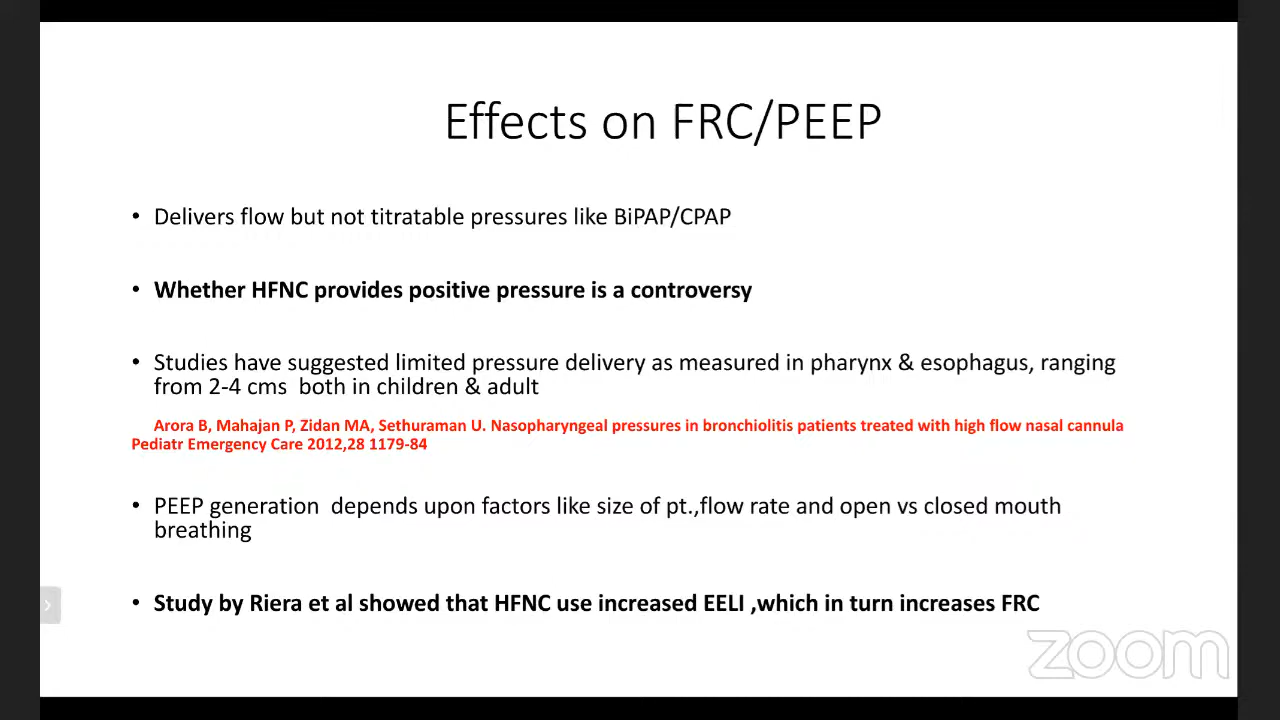 Effects on FRC/PEEP
• Delivers flow but not titratable pressures like BiPAP/CPAP
• Whether HFNC provides positive pressure is a controversy
• Studies have suggested limited pressure delivery as measured in pharynx & esophagus, ranging
from 2-4 cms  both in children & adult
Arora B, Mahajan P, Zidan MA, Sethuraman U. Nasopharyngeal pressures in bronchiolitis patients treated with high flow nasal cannula
Pediatr Emergency Care 2012,28 1179-84
• PEEP generation  depends upon factors like size of pt.,flow rate and open vs closed mouth
breathing
• Study by Riera et al showed that HFNC use increased EELI ,which in turn increases FRC
zoom